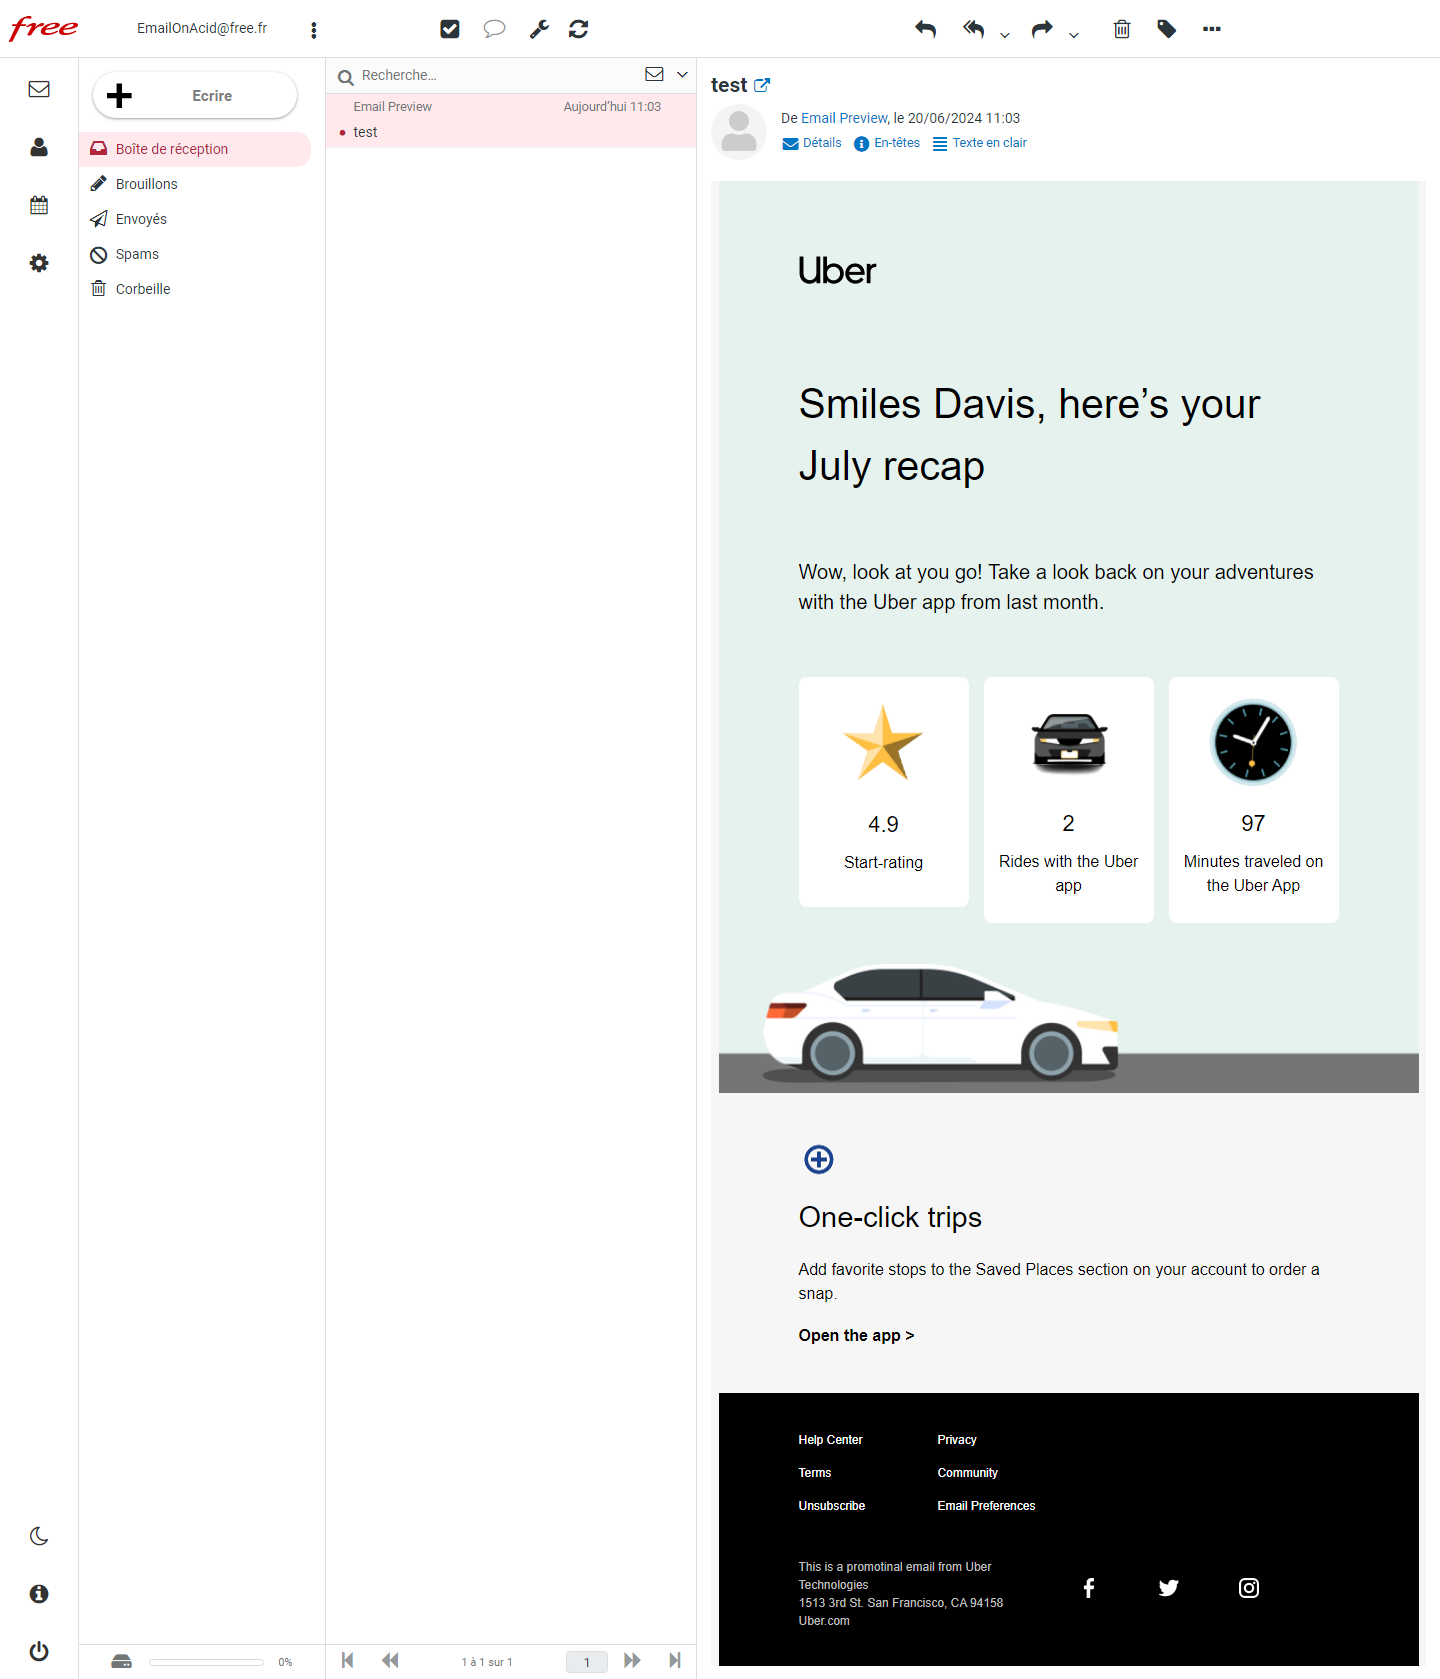 free
EmailOnAcid@free.fr
Ecrire
Boîte de réception
Brouillons
Envoyés
Spams
Corbeille
0%
Recherche...
Email Preview Aujourd’hui 11:03
test
1 à 1 sur 1
1
test
De Email Preview, le 20/06/2024 11:03
Détails En-têtes Texte en clair
Uber
Smiles Davis, here’s your
July recap
Wow, look at you go! Take a look back on your adventures
with the Uber app from last month.
4.9
Start-rating
2
Rides with the Uber
app
97
Minutes traveled on
the Uber App
One-click trips
Add favorite stops to the Saved Places section on your account to order a
snap.
Open the app >
Help Center Privacy
Terms Community
Unsubscribe Email Preferences
This is a promotinal email from Uber
Technologies
1513 3rd St. San Francisco, CA 94158
Uber.com